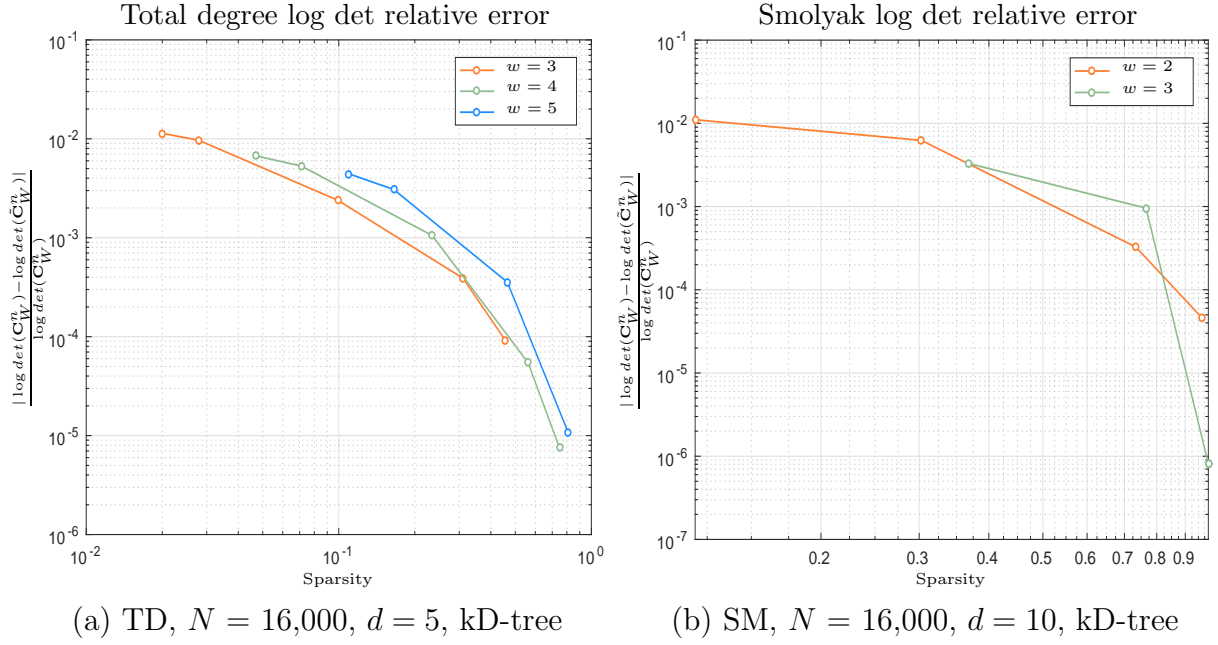 Total degree log det relative error
10^-1
10^-2
10^-3
10^-4
10^-5
10^-6
w = 3
w = 4
w = 5
| log det(C^n_W) − log det(C̃^n_W)|
log det(C^n_W)
10^-2
10^-1
10^0
Sparsity
(a) TD, N = 16,000, d = 5, kD-tree
Smolyak log det relative error
10^-1
10^-2
10^-3
10^-4
10^-5
10^-6
10^-7
w = 2
w = 3
| log det(C^n_W) − log det(C̃^n_W)|
log det(C^n_W)
0.2 0.3 0.4 0.5 0.6 0.7 0.8 0.9
Sparsity
(b) SM, N = 16,000, d = 10, kD-tree